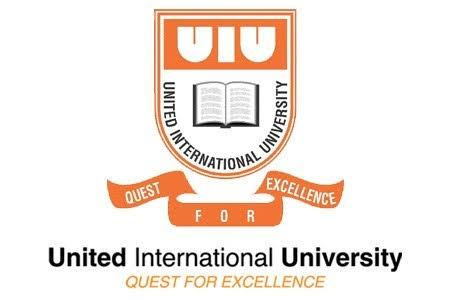 UIU
UNITED INTERNATIONAL UNIVERSITY
QUEST
FOR
EXCELLENCE
United International University
QUEST FOR EXCELLENCE